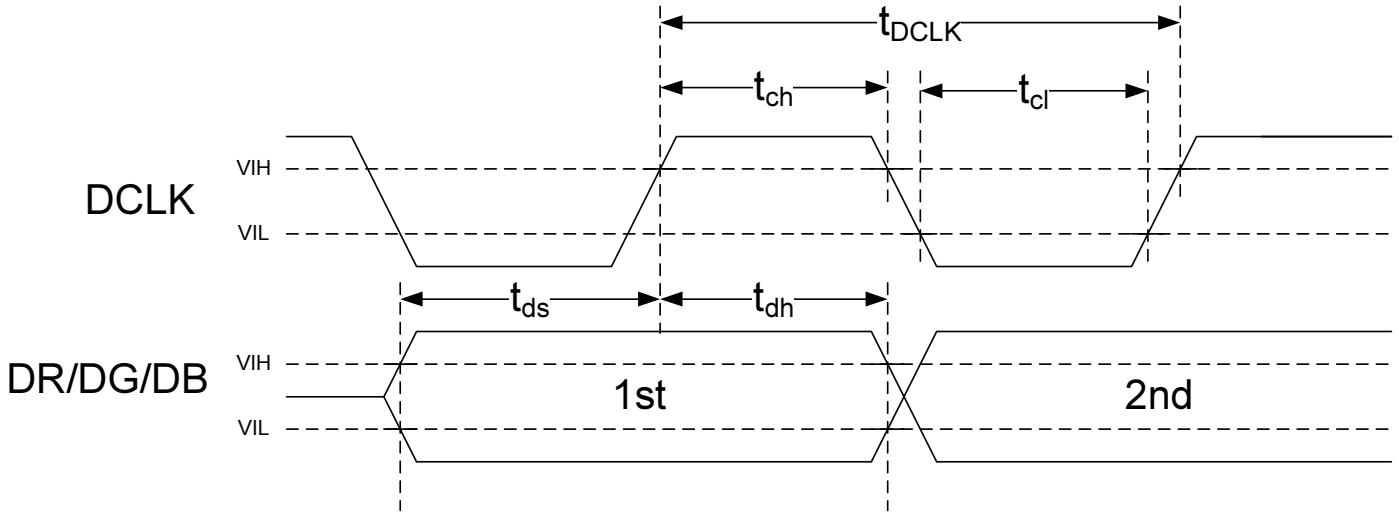 tDCLK
tch
tcl
VIH
DCLK
VIL
tds
tdh
VIH
DR/DG/DB
1st
2nd
VIL